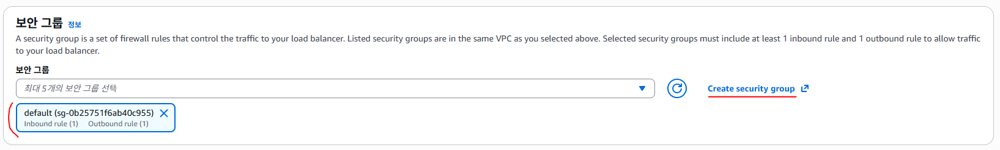 보안 그룹 정보
A security group is a set of firewall rules that control the traffic to your load balancer. Listed security groups are in the same VPC as you selected above. Selected security groups must include at least 1 inbound rule and 1 outbound rule to allow traffic
to your load balancer.
보안 그룹
최대 5개의 보안 그룹 선택
Create security group
default (sg-0b25751f6ab40c955)
Inbound rule (1) Outbound rule (1)